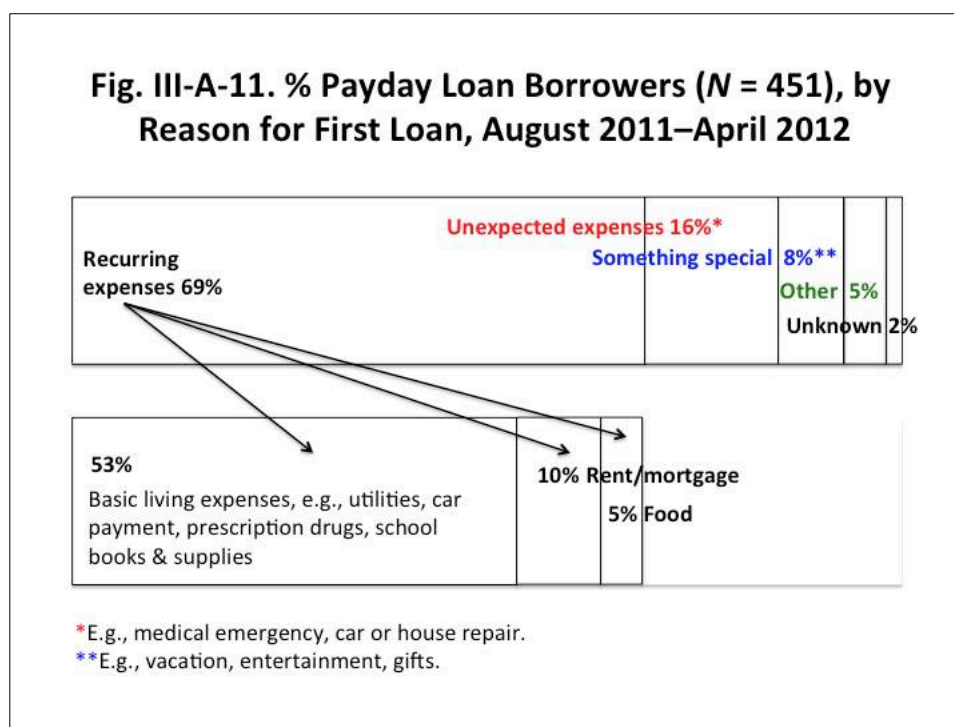 Fig. III-A-11. % Payday Loan Borrowers (N = 451), by
Reason for First Loan, August 2011–April 2012
Unexpected expenses 16%*
Something special 8%**
Recurring
expenses 69%
Other 5%
Unknown 2%
53%
Basic living expenses, e.g., utilities, car
payment, prescription drugs, school
books & supplies
10% Rent/mortgage
5% Food
*E.g., medical emergency, car or house repair.
**E.g., vacation, entertainment, gifts.